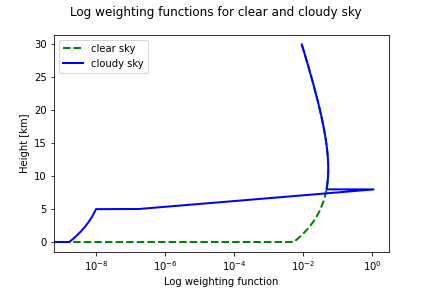 Log weighting functions for clear and cloudy sky
clear sky
cloudy sky
Height [km]
30
25
20
15
10
5
0
10⁻⁸ 10⁻⁶ 10⁻⁴ 10⁻² 10⁰
Log weighting function